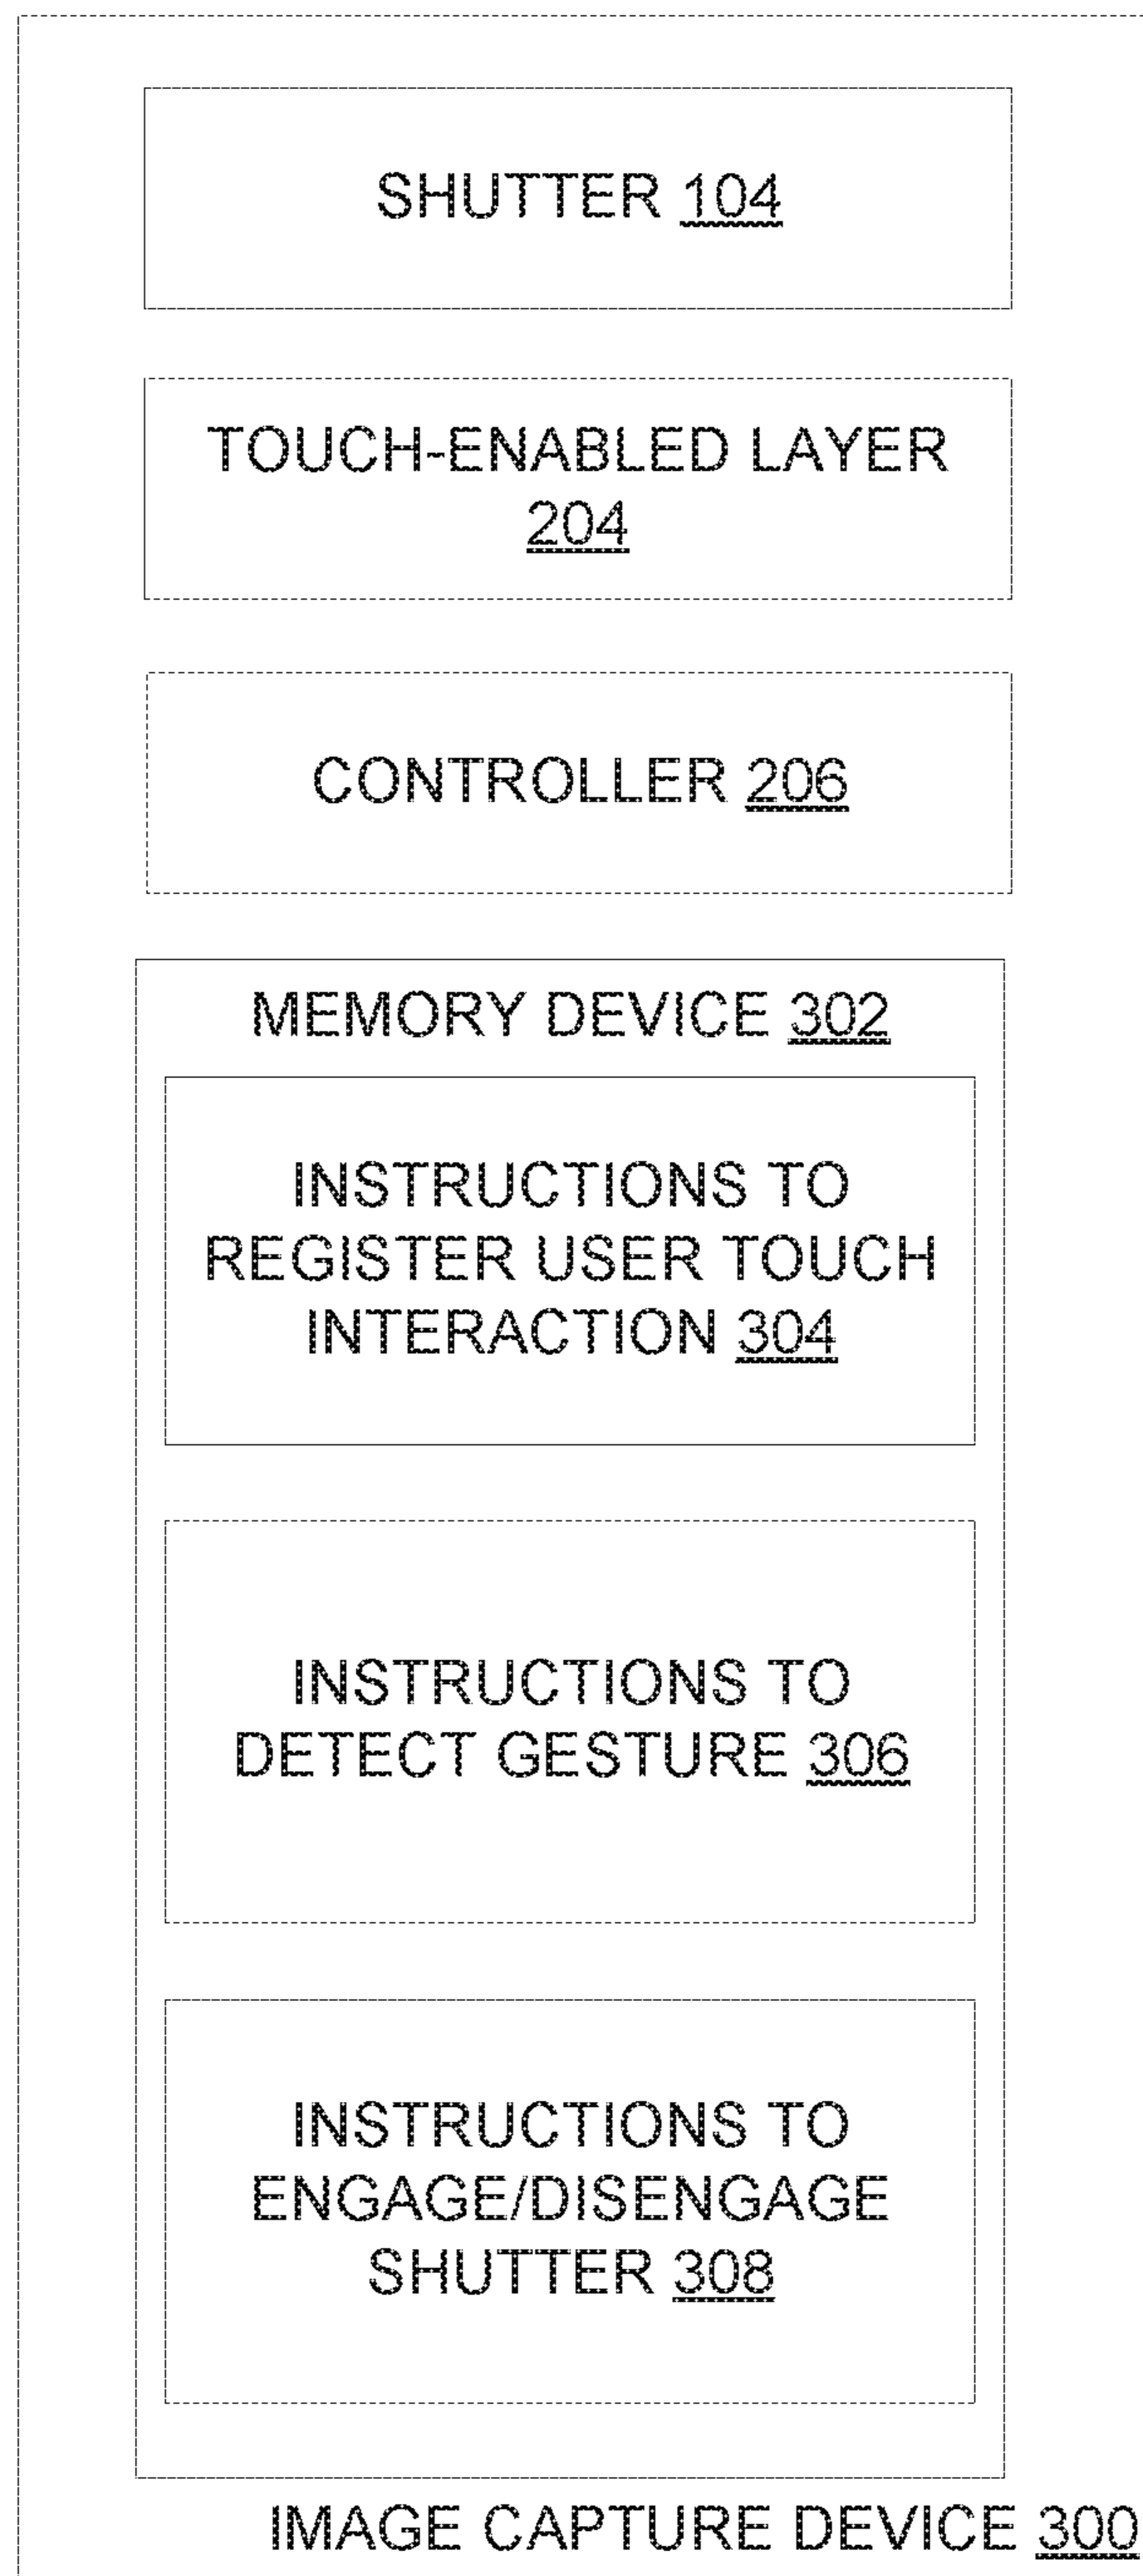 SHUTTER 104
TOUCH-ENABLED LAYER
204
CONTROLLER 206
MEMORY DEVICE 302
INSTRUCTIONS TO
REGISTER USER TOUCH
INTERACTION 304
INSTRUCTIONS TO
DETECT GESTURE 306
INSTRUCTIONS TO
ENGAGE/DISENGAGE
SHUTTER 308
IMAGE CAPTURE DEVICE 300